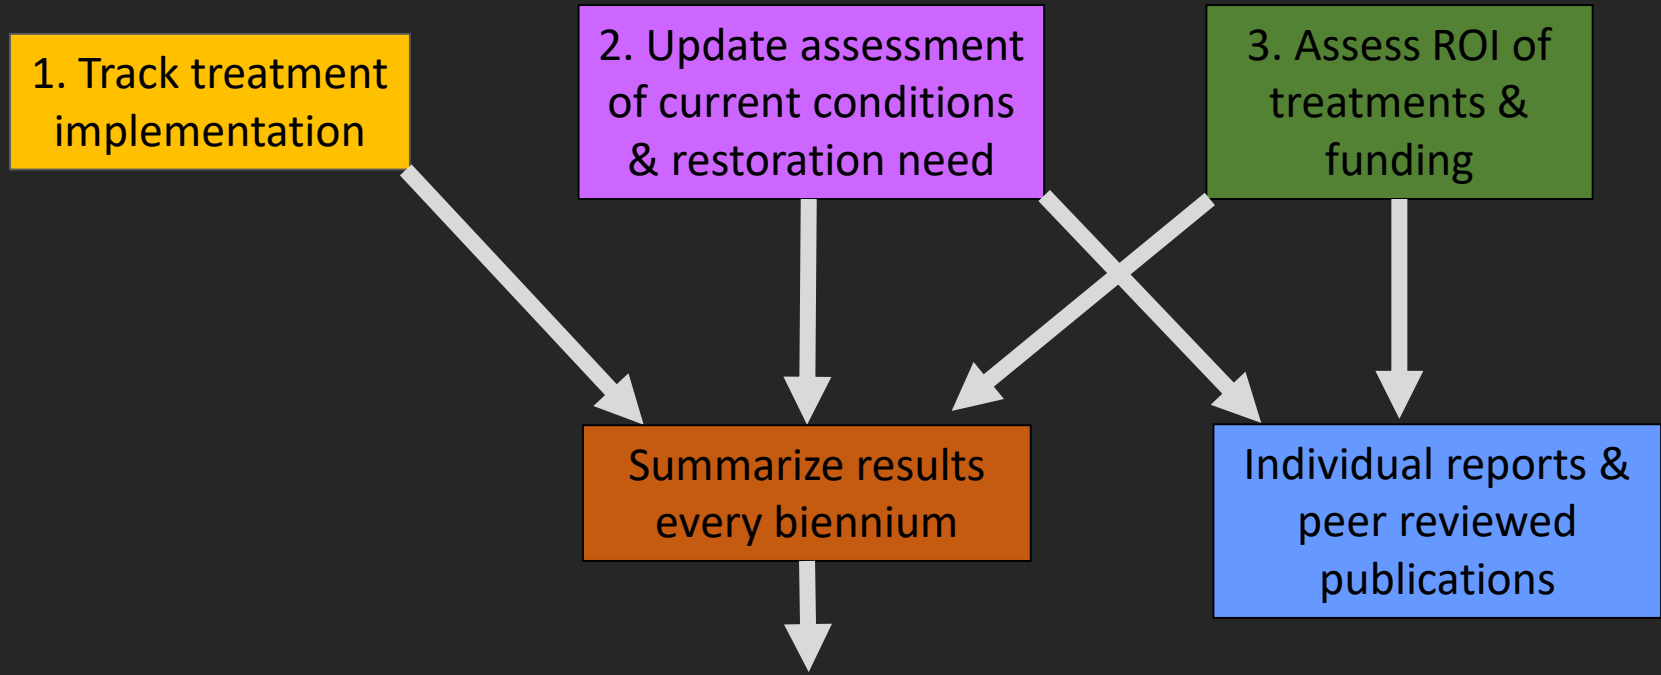 1. Track treatment
implementation
2. Update assessment
of current conditions
& restoration need
3. Assess ROI of
treatments &
funding
Summarize results
every biennium
Individual reports &
peer reviewed
publications